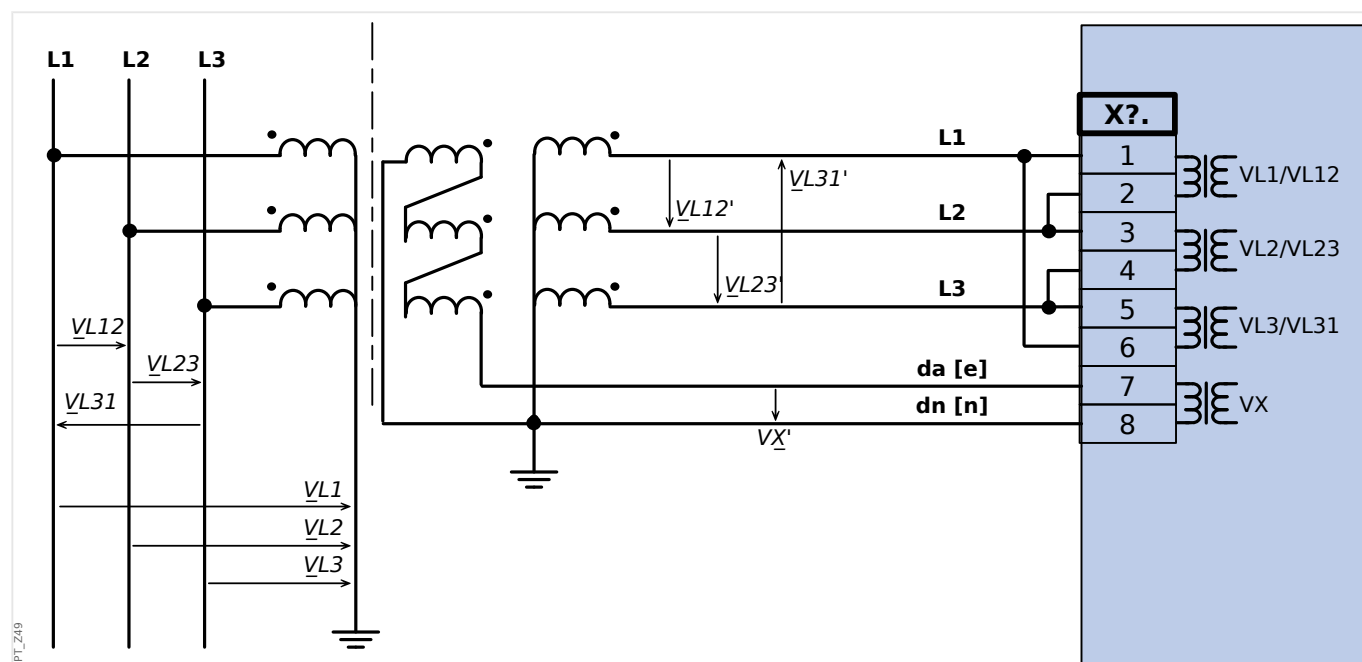 L1 L2 L3
X?.
L1
1
VL31'
VL1/VL12
2
VL12'
L2
3
VL2/VL23
4
VL23'
L3
5
VL3/VL31
VL12
6
VL23
da [e]
7
VL31
dn [n]
VX
8
VX'
VL1
VL2
VL3
PT_Z49